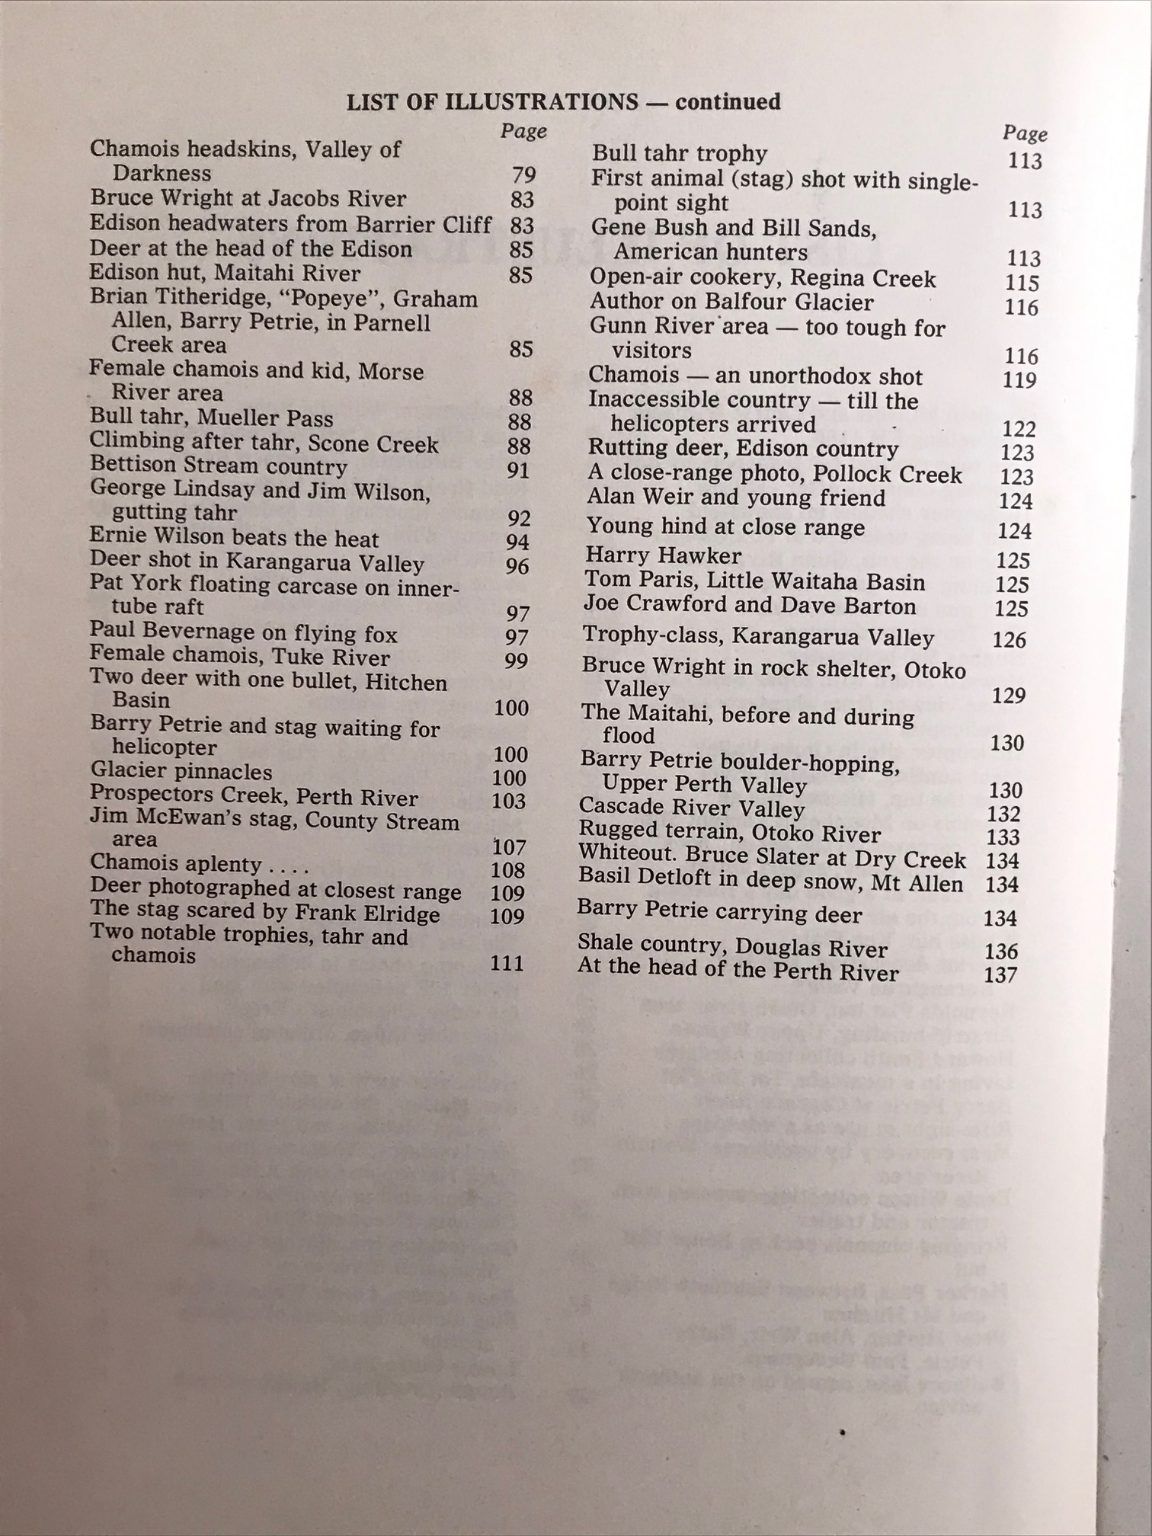 LIST OF ILLUSTRATIONS — continued
Page
Chamois headskins, Valley of
Darkness 79
Bruce Wright at Jacobs River 83
Edison headwaters from Barrier Cliff 83
Deer at the head of the Edison 85
Edison hut, Maitahi River 85
Brian Titheridge, “Popeye”, Graham
Allen, Barry Petrie, in Parnell
Creek area 85
Female chamois and kid, Morse
River area 88
Bull tahr, Mueller Pass 88
Climbing after tahr, Scone Creek 88
Bettison Stream country 91
George Lindsay and Jim Wilson,
gutting tahr 92
Ernie Wilson beats the heat 94
Deer shot in Karangarua Valley 96
Pat York floating carcase on inner-
tube raft 97
Paul Bevernage on flying fox 97
Female chamois, Tuke River 99
Two deer with one bullet, Hitchen
Basin 100
Barry Petrie and stag waiting for
helicopter 100
Glacier pinnacles 100
Prospectors Creek, Perth River 103
Jim McEwan’s stag, County Stream
area 107
Chamois aplenty . . . . 108
Deer photographed at closest range 109
The stag scared by Frank Elridge 109
Two notable trophies, tahr and
chamois 111
Page
Bull tahr trophy 113
First animal (stag) shot with single-
point sight 113
Gene Bush and Bill Sands,
American hunters 113
Open-air cookery, Regina Creek 115
Author on Balfour Glacier 116
Gunn River area — too tough for
visitors 116
Chamois — an unorthodox shot 119
Inaccessible country — till the
helicopters arrived 122
Rutting deer, Edison country 123
A close-range photo, Pollock Creek 123
Alan Weir and young friend 124
Young hind at close range 124
Harry Hawker 125
Tom Paris, Little Waitaha Basin 125
Joe Crawford and Dave Barton 125
Trophy-class, Karangarua Valley 126
Bruce Wright in rock shelter, Otoko
Valley 129
The Maitahi, before and during
flood 130
Barry Petrie boulder-hopping,
Upper Perth Valley 130
Cascade River Valley 132
Rugged terrain, Otoko River 133
Whiteout. Bruce Slater at Dry Creek 134
Basil Detloft in deep snow, Mt Allen 134
Barry Petrie carrying deer 134
Shale country, Douglas River 136
At the head of the Perth River 137